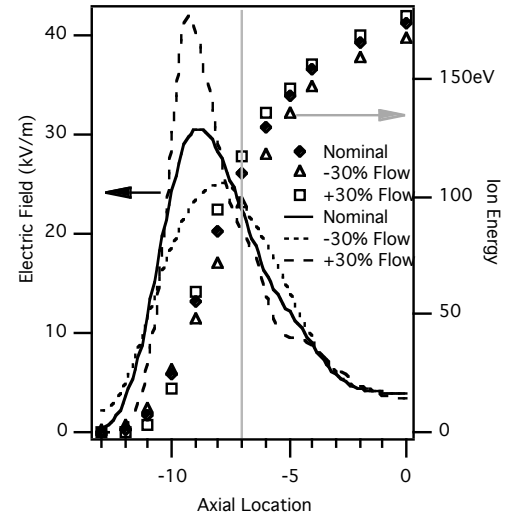 40
30
20
10
0
Electric Field (kV/m)
150eV
100
50
0
Ion Energy
Nominal
-30% Flow
+30% Flow
Nominal
-30% Flow
+30% Flow
-10
-5
0
Axial Location